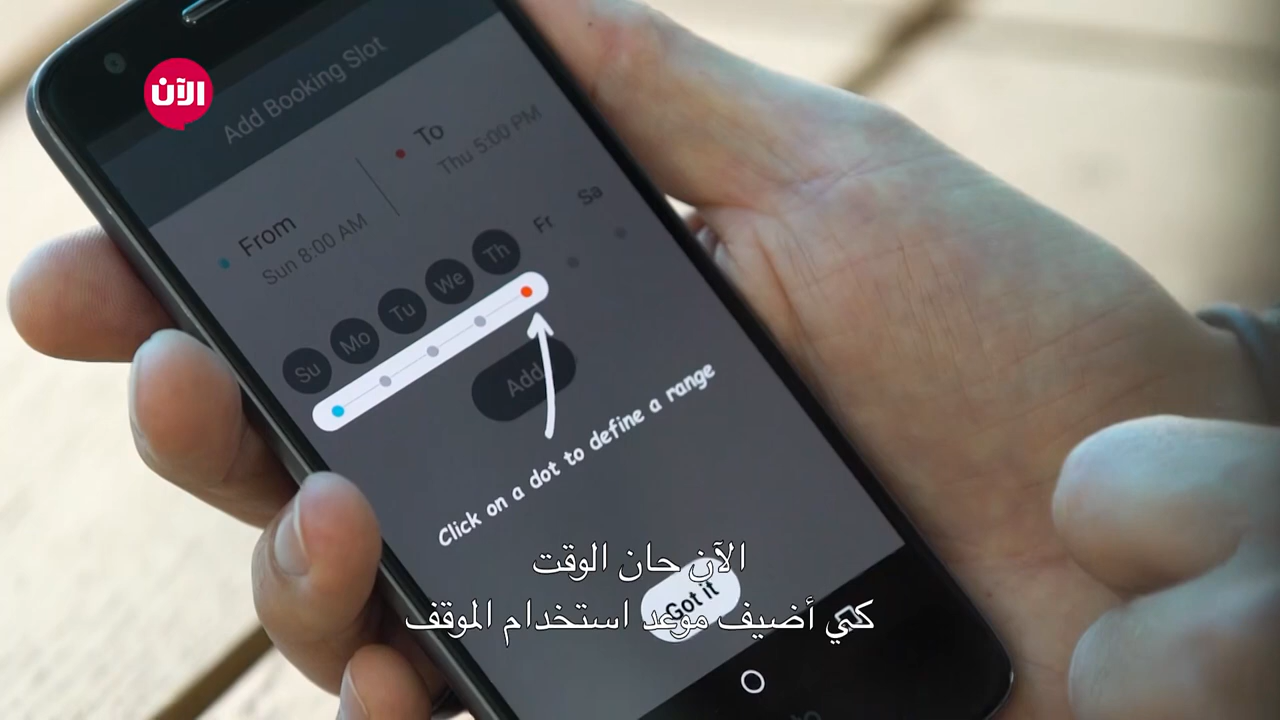 الآن
Add Booking Slot
From
Sun 8:00 AM
To
Thu 5:00 PM
Su Mo Tu We Th Fr Sa
Add
Click on a dot to define a range
Got it
الآن حان الوقت
كي أضيف موعد استخدام الموقف